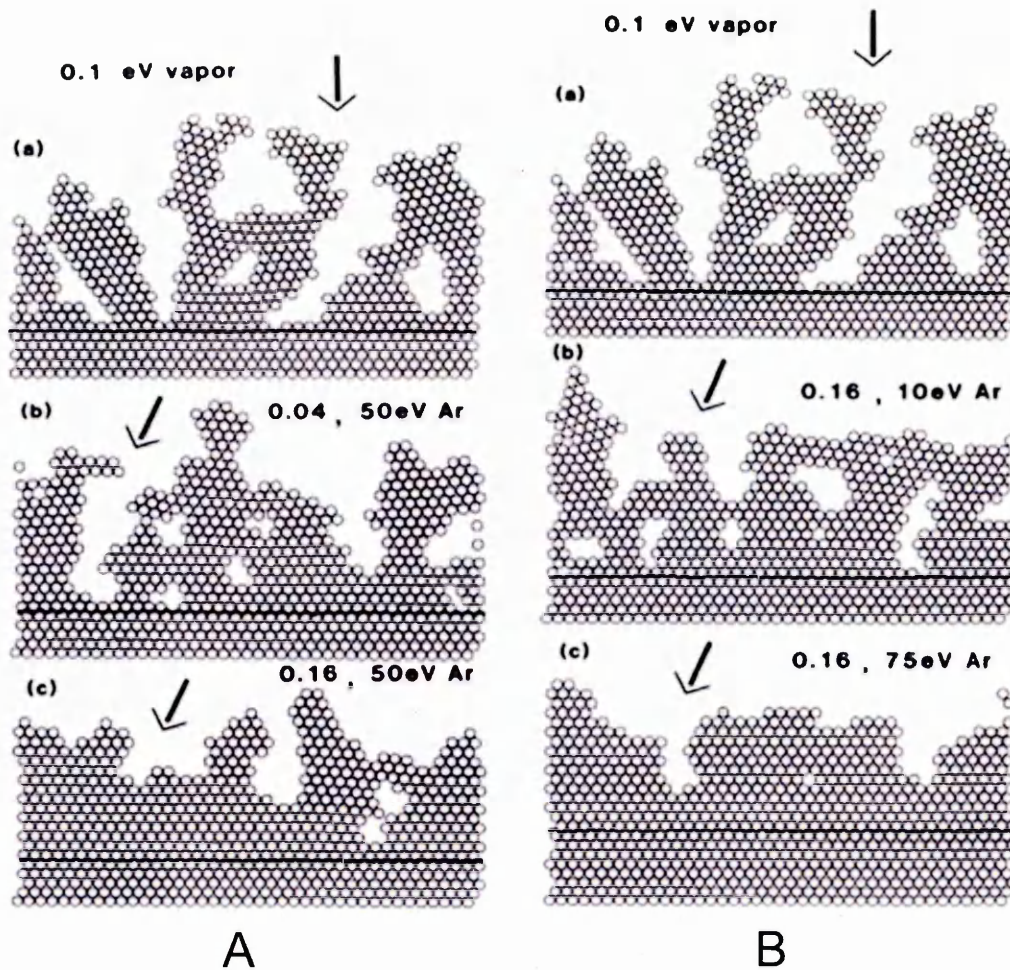 0.1 eV vapor
(a)
(b)
0.04 , 50eV Ar
(c)
0.16 , 50eV Ar
A
0.1 eV vapor
(a)
(b)
0.16 , 10eV Ar
(c)
0.16 , 75eV Ar
B